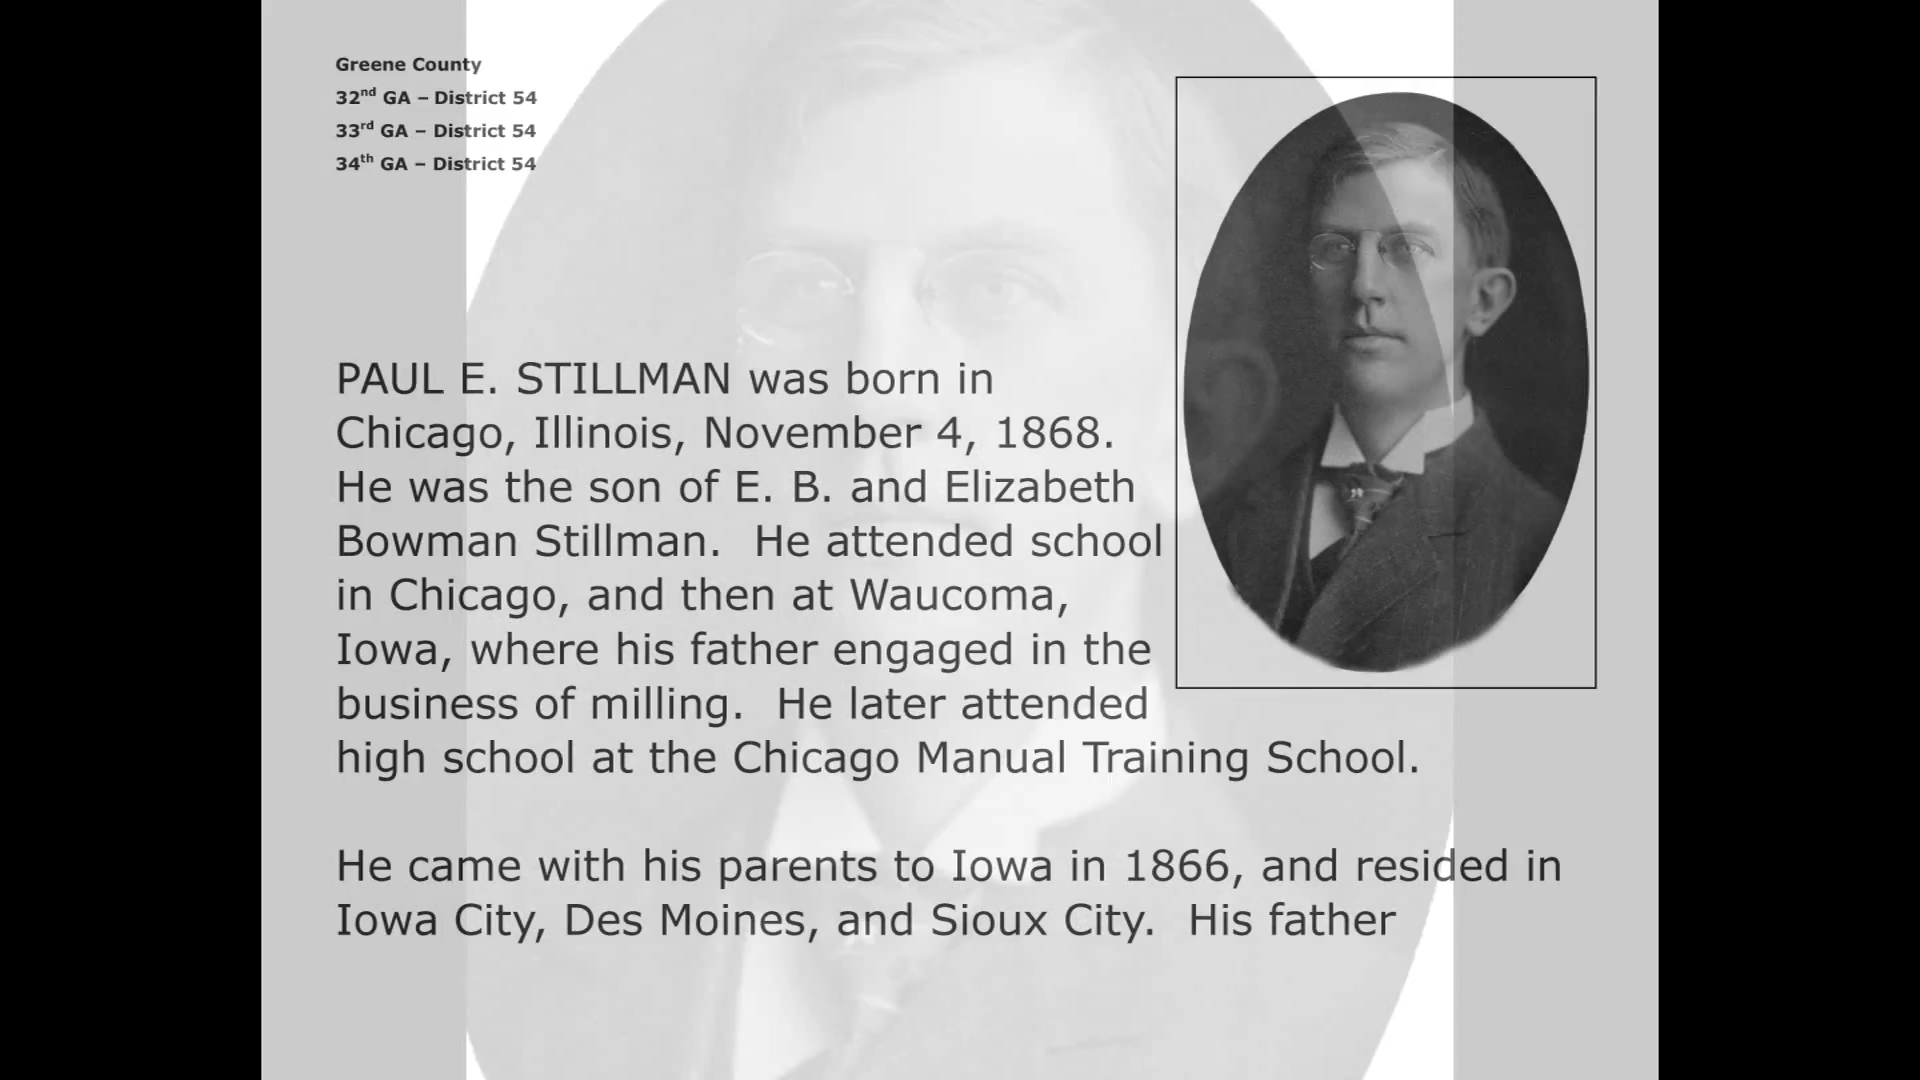 Greene County
32nd GA – District 54
33rd GA – District 54
34th GA – District 54
PAUL E. STILLMAN was born in
Chicago, Illinois, November 4, 1868.
He was the son of E. B. and Elizabeth
Bowman Stillman.  He attended school
in Chicago, and then at Waucoma,
Iowa, where his father engaged in the
business of milling.  He later attended
high school at the Chicago Manual Training School.
He came with his parents to Iowa in 1866, and resided in
Iowa City, Des Moines, and Sioux City.  His father